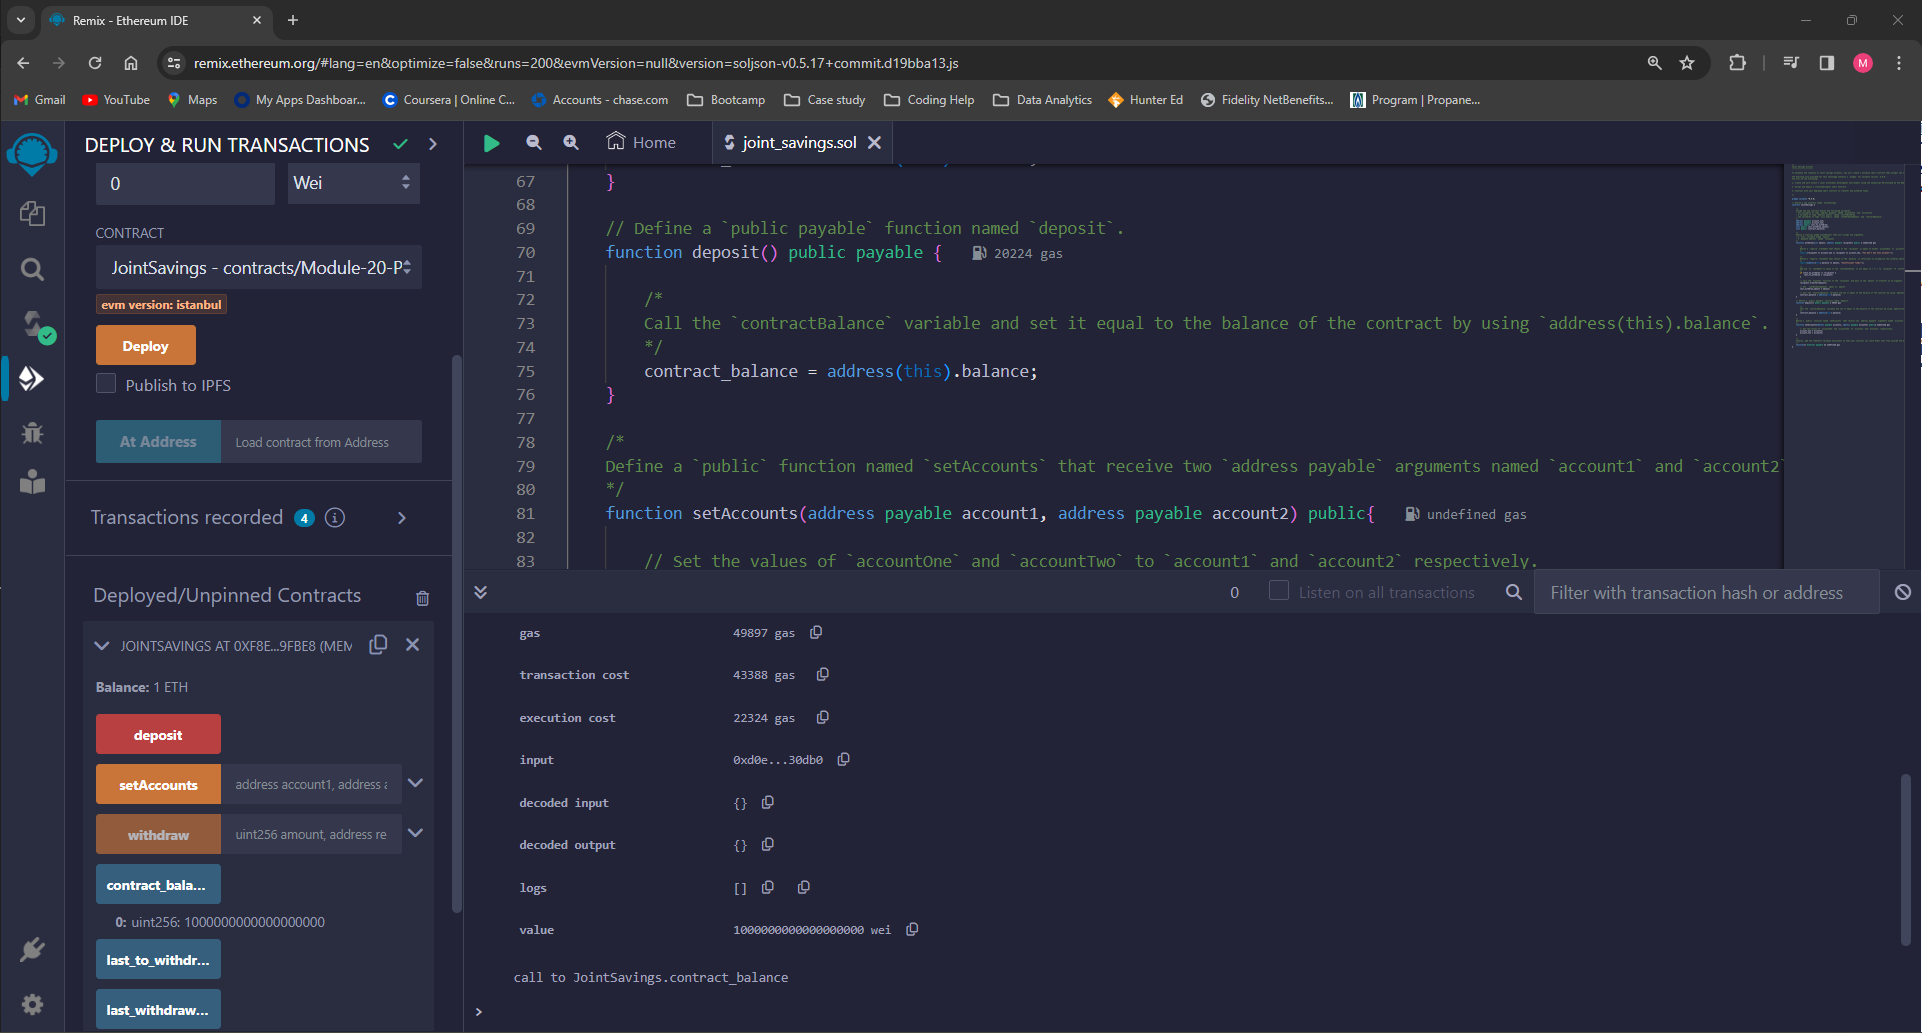 Remix - Ethereum IDE
remix.ethereum.org/#lang=en&optimize=false&runs=200&evmVersion=null&version=soljson-v0.5.17+commit.d19bba13.js
M
Gmail YouTube Maps My Apps Dashboar... Coursera | Online C... Accounts - chase.com Bootcamp Case study Coding Help Data Analytics Hunter Ed Fidelity NetBenefits... Program | Propane...
DEPLOY & RUN TRANSACTIONS
0 Wei
CONTRACT
JointSavings - contracts/Module-20-P
evm version: istanbul
Deploy
Publish to IPFS
At Address Load contract from Address
Transactions recorded 4 i
Deployed/Unpinned Contracts
JOINTSAVINGS AT 0XF8E...9FBE8 (MEM
Balance: 1 ETH
deposit
setAccounts address account1, address a
withdraw uint256 amount, address re
contract_bala...
0: uint256: 1000000000000000000
last_to_withdr...
last_withdraw...
Home joint_savings.sol
67 }
68
69 // Define a `public payable` function named `deposit`.
70 function deposit() public payable { 20224 gas
71
72 /*
73 Call the `contractBalance` variable and set it equal to the balance of the contract by using `address(this).balance`.
74 */
75 contract_balance = address(this).balance;
76 }
77
78 /*
79 Define a `public` function named `setAccounts` that receive two `address payable` arguments named `account1` and `account2`
80 */
81 function setAccounts(address payable account1, address payable account2) public{ undefined gas
82
83 // Set the values of `accountOne` and `accountTwo` to `account1` and `account2` respectively.
0 Listen on all transactions Filter with transaction hash or address
gas 49897 gas
transaction cost 43388 gas
execution cost 22324 gas
input 0xd0e...30db0
decoded input {}
decoded output {}
logs []
value 1000000000000000000 wei
call to JointSavings.contract_balance
>